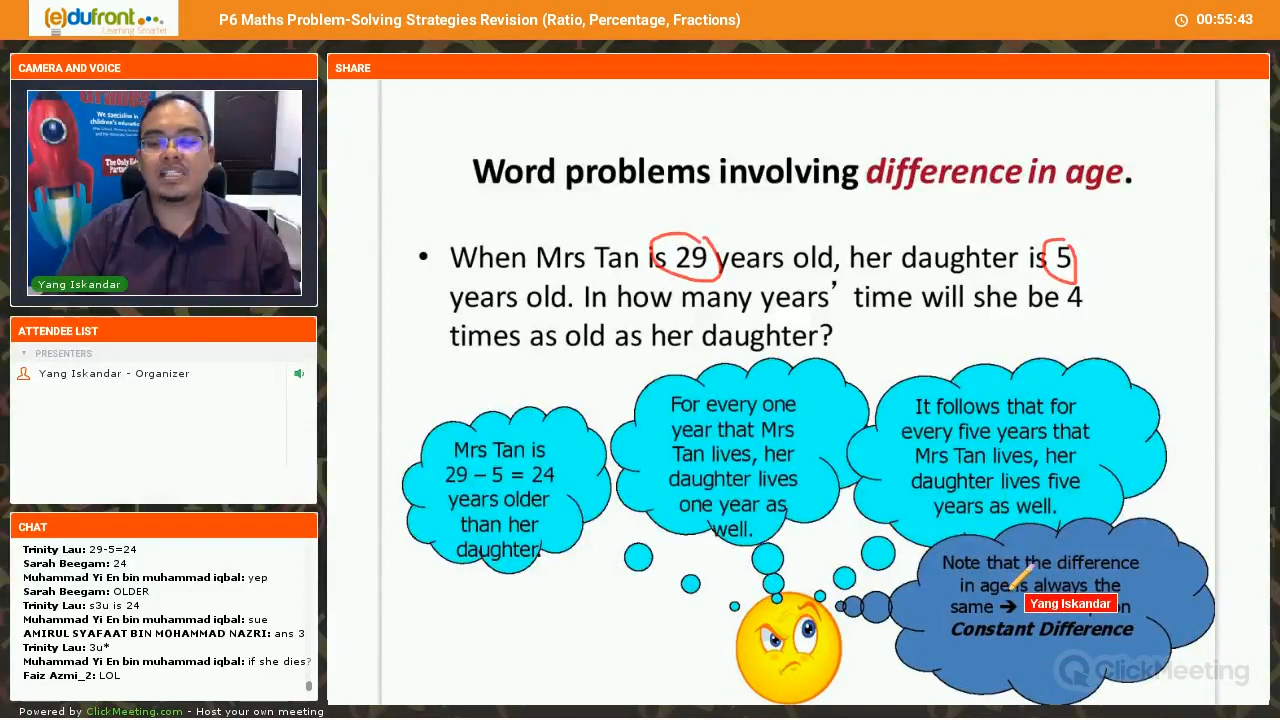 (e)dufront
Learning Smarter
P6 Maths Problem-Solving Strategies Revision (Ratio, Percentage, Fractions)
00:55:43
CAMERA AND VOICE
We specialise in
children's education
The Only Ed
Yang Iskandar
ATTENDEE LIST
PRESENTERS
Yang Iskandar - Organizer
CHAT
Trinity Lau: 29-5=24
Sarah Beegam: 24
Muhammad Yi En bin muhammad iqbal: yep
Sarah Beegam: OLDER
Trinity Lau: s3u is 24
Muhammad Yi En bin muhammad iqbal: sue
AMIRUL SYAFAAT BIN MOHAMMAD NAZRI: ans 3
Trinity Lau: 3u*
Muhammad Yi En bin muhammad iqbal: if she dies?
Faiz Azmi_2: LOL
SHARE
Word problems involving difference in age.
• When Mrs Tan is 29 years old, her daughter is 5
years old. In how many years’ time will she be 4
times as old as her daughter?
Mrs Tan is
29 – 5 = 24
years older
than her
daughter.
For every one
year that Mrs
Tan lives, her
daughter lives
one year as
well.
It follows that for
every five years that
Mrs Tan lives, her
daughter lives five
years as well.
Note that the difference
in age is always the
same ➔
Constant Difference
Yang Iskandar
ClickMeeting
Powered by ClickMeeting.com - Host your own meeting